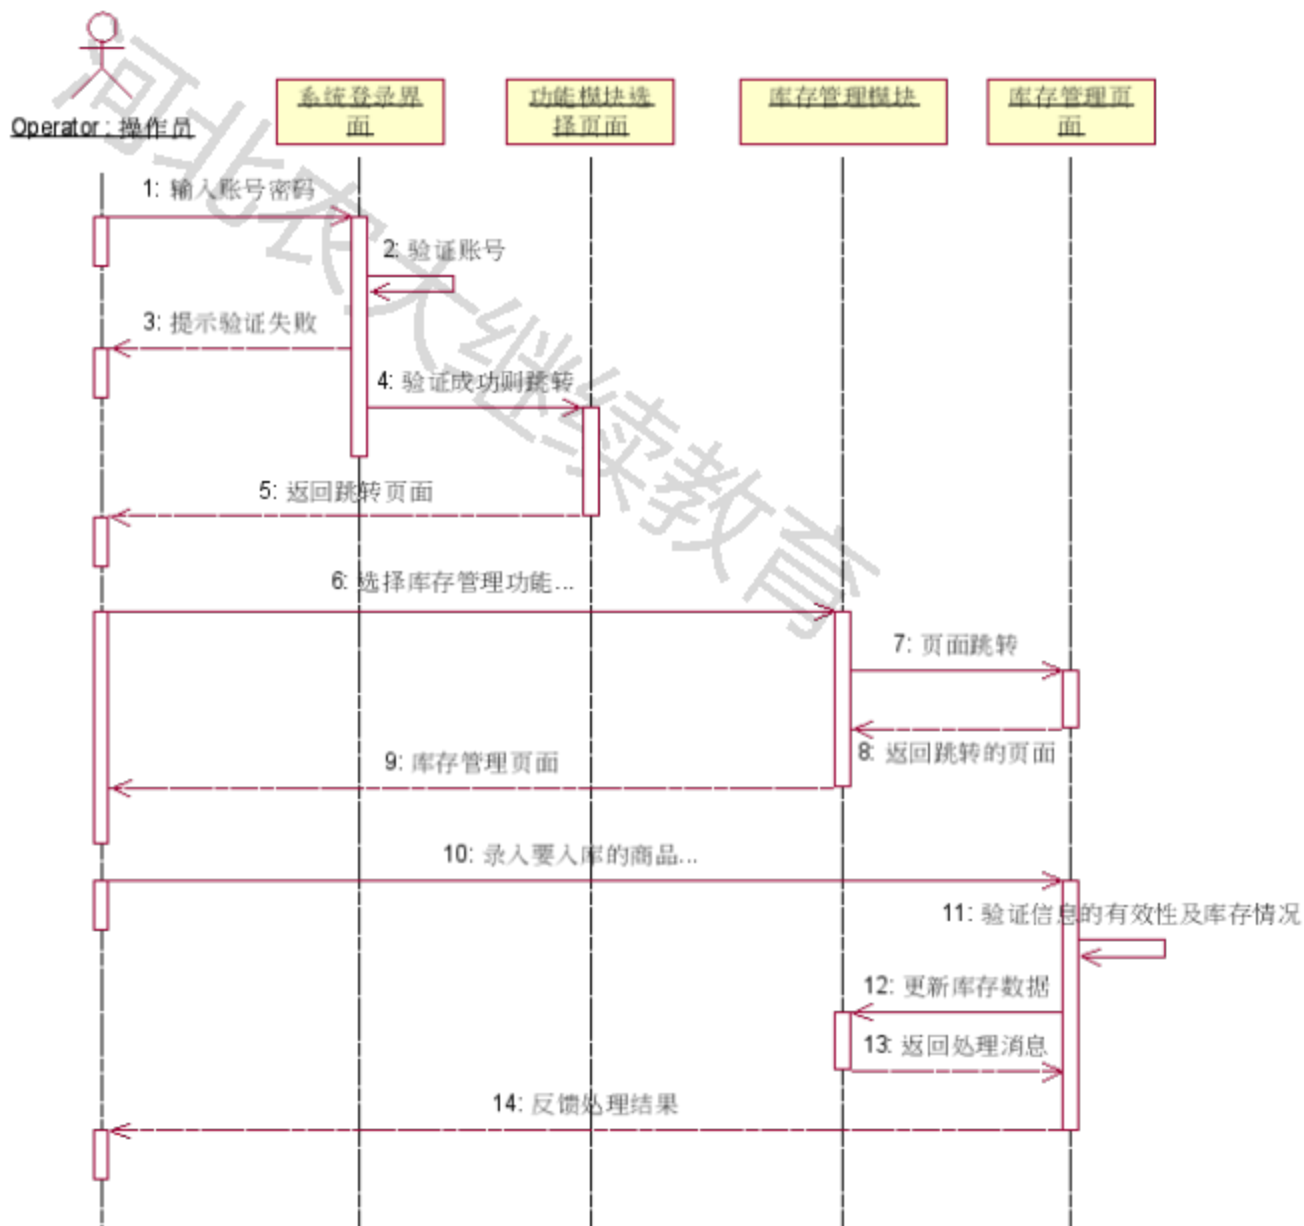 Operator : 操作员
系统登录界
面
功能模块选
择页面
库存管理模块
库存管理页
面
1: 输入账号密码
2: 验证账号
3: 提示验证失败
4: 验证成功则跳转
5: 返回跳转页面
6: 选择库存管理功能...
7: 页面跳转
8: 返回跳转的页面
9: 库存管理页面
10: 录入要入库的商品...
11: 验证信息的有效性及库存情况
12: 更新库存数据
13: 返回处理消息
14: 反馈处理结果
河北农大继续教育